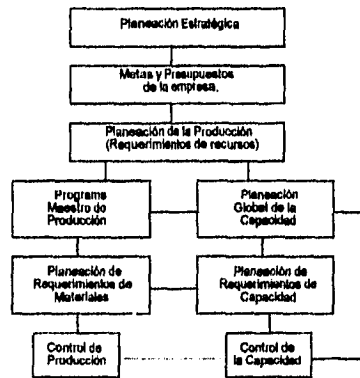 Planeación Estratégica
Metas y Presupuestos
de la empresa.
Planeación de la Producción
(Requerimientos de recursos)
Programa
Maestro de
Producción
Planeación
Global de la
Capacidad
Planeación de
Requerimientos de
Materiales
Planeación de
Requerimientos de
Capacidad
Control de
Producción
Control de
la Capacidad